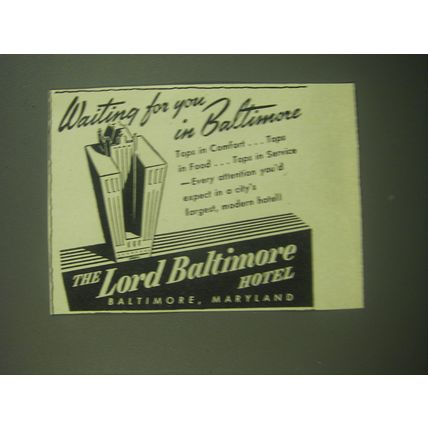 Waiting for you
in Baltimore
Tops in Comfort . . . Tops
in Food . . . Tops in Service
—Every attention you'd
expect in a city's
largest, modern hotel!
THE Lord Baltimore
HOTEL
BALTIMORE, MARYLAND